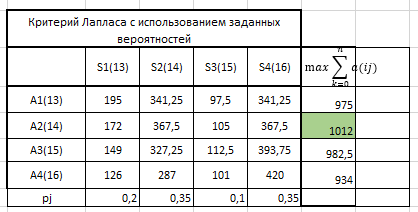 Критерий Лапласа с использованием заданных
вероятностей
S1(13) S2(14) S3(15) S4(16) max ∑ a(ij) n k=0
A1(13) 195 341,25 97,5 341,25 975
A2(14) 172 367,5 105 367,5 1012
A3(15) 149 327,25 112,5 393,75 982,5
A4(16) 126 287 101 420 934
pj 0,2 0,35 0,1 0,35